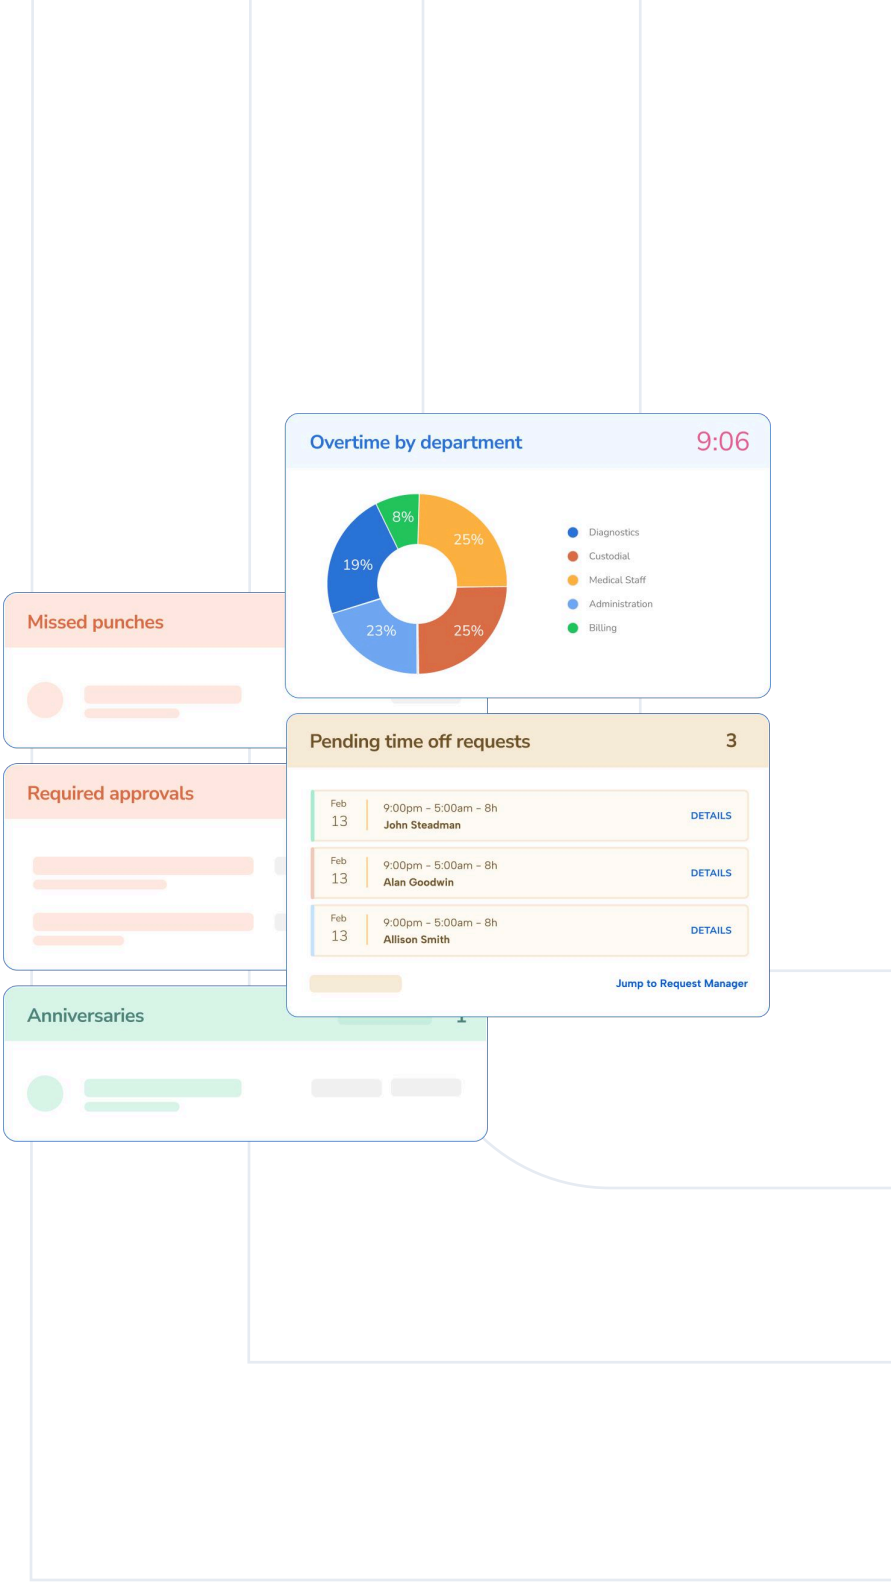 Overtime by department 9:06
8%
25%
19%
23%
25%
Diagnostics
Custodial
Medical Staff
Administration
Billing
Missed punches
Required approvals
Pending time off requests 3
Feb
13
9:00pm - 5:00am - 8h
John Steadman
DETAILS
Feb
13
9:00pm - 5:00am - 8h
Alan Goodwin
DETAILS
Feb
13
9:00pm - 5:00am - 8h
Allison Smith
DETAILS
Jump to Request Manager
Anniversaries